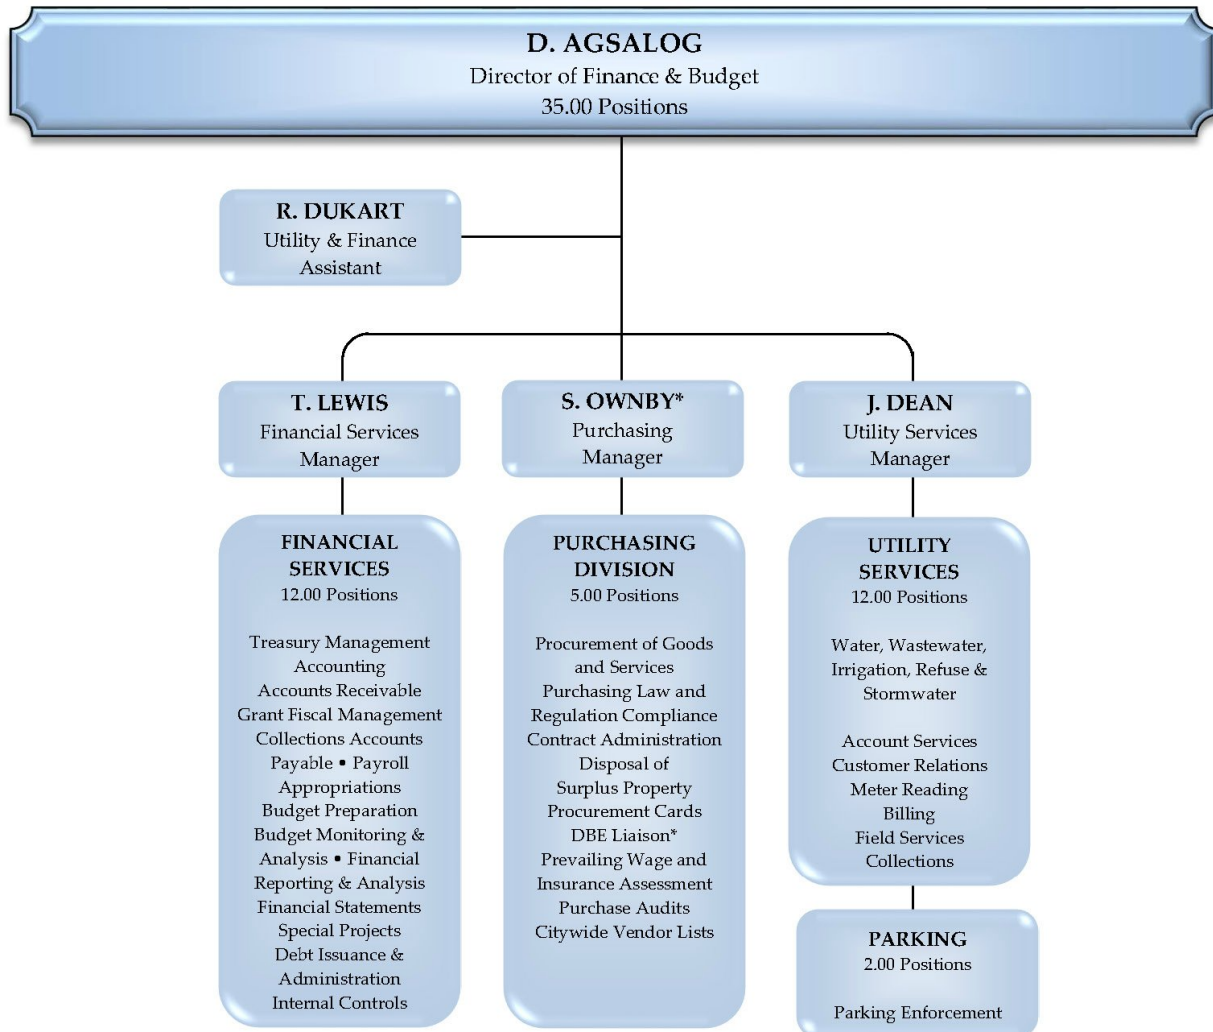 D. AGSALOG
Director of Finance & Budget
35.00 Positions
R. DUKART
Utility & Finance
Assistant
T. LEWIS
Financial Services
Manager
S. OWNBY*
Purchasing
Manager
J. DEAN
Utility Services
Manager
FINANCIAL
SERVICES
12.00 Positions
Treasury Management
Accounting
Accounts Receivable
Grant Fiscal Management
Collections Accounts
Payable • Payroll
Appropriations
Budget Preparation
Budget Monitoring &
Analysis • Financial
Reporting & Analysis
Financial Statements
Special Projects
Debt Issuance &
Administration
Internal Controls
PURCHASING
DIVISION
5.00 Positions
Procurement of Goods
and Services
Purchasing Law and
Regulation Compliance
Contract Administration
Disposal of
Surplus Property
Procurement Cards
DBE Liaison*
Prevailing Wage and
Insurance Assessment
Purchase Audits
Citywide Vendor Lists
UTILITY
SERVICES
12.00 Positions
Water, Wastewater,
Irrigation, Refuse &
Stormwater
Account Services
Customer Relations
Meter Reading
Billing
Field Services
Collections
PARKING
2.00 Positions
Parking Enforcement